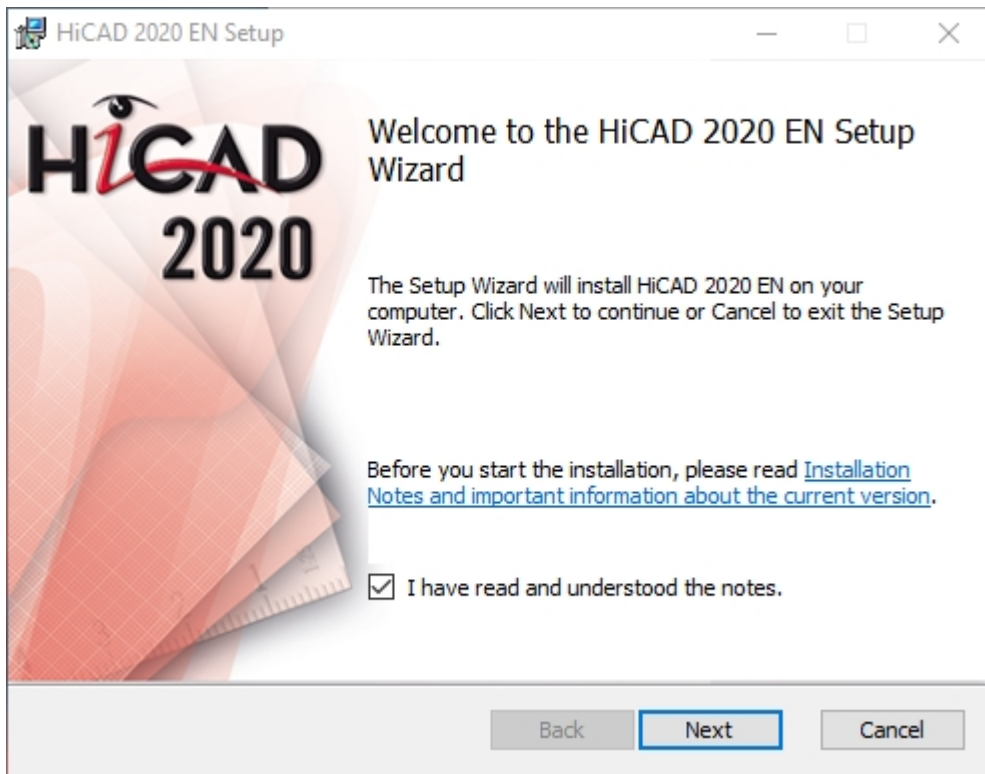 HiCAD 2020 EN Setup
HiCAD
2020
Welcome to the HiCAD 2020 EN Setup
Wizard
The Setup Wizard will install HiCAD 2020 EN on your
computer. Click Next to continue or Cancel to exit the Setup
Wizard.
Before you start the installation, please read Installation
Notes and important information about the current version.
I have read and understood the notes.
Back
Next
Cancel